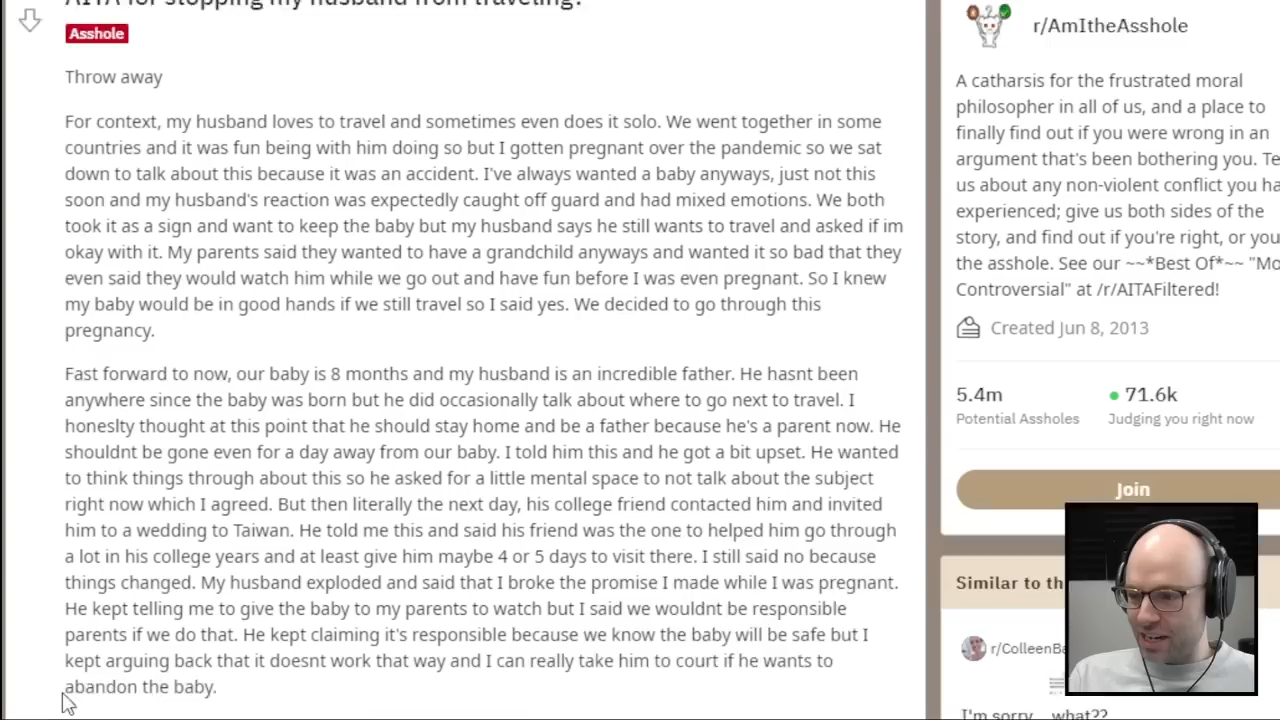 AITA for stopping my husband from traveling?
Asshole
Throw away
For context, my husband loves to travel and sometimes even does it solo. We went together in some
countries and it was fun being with him doing so but I gotten pregnant over the pandemic so we sat
down to talk about this because it was an accident. I've always wanted a baby anyways, just not this
soon and my husband's reaction was expectedly caught off guard and had mixed emotions. We both
took it as a sign and want to keep the baby but my husband says he still wants to travel and asked if im
okay with it. My parents said they wanted to have a grandchild anyways and wanted it so bad that they
even said they would watch him while we go out and have fun before I was even pregnant. So I knew
my baby would be in good hands if we still travel so I said yes. We decided to go through this
pregnancy.
Fast forward to now, our baby is 8 months and my husband is an incredible father. He hasnt been
anywhere since the baby was born but he did occasionally talk about where to go next to travel. I
honeslty thought at this point that he should stay home and be a father because he's a parent now. He
shouldnt be gone even for a day away from our baby. I told him this and he got a bit upset. He wanted
to think things through about this so he asked for a little mental space to not talk about the subject
right now which I agreed. But then literally the next day, his college friend contacted him and invited
him to a wedding to Taiwan. He told me this and said his friend was the one to helped him go through
a lot in his college years and at least give him maybe 4 or 5 days to visit there. I still said no because
things changed. My husband exploded and said that I broke the promise I made while I was pregnant.
He kept telling me to give the baby to my parents to watch but I said we wouldnt be responsible
parents if we do that. He kept claiming it's responsible because we know the baby will be safe but I
kept arguing back that it doesnt work that way and I can really take him to court if he wants to
abandon the baby.
r/AmItheAsshole
A catharsis for the frustrated moral
philosopher in all of us, and a place to
finally find out if you were wrong in an
argument that's been bothering you. Te
us about any non-violent conflict you ha
experienced; give us both sides of the
story, and find out if you're right, or you
the asshole. See our ~~*Best Of*~~ "Mo
Controversial" at /r/AITAFiltered!
Created Jun 8, 2013
5.4m
71.6k
Potential Assholes
Judging you right now
Join
Similar to th
r/ColleenBa
I'm sorry... what??